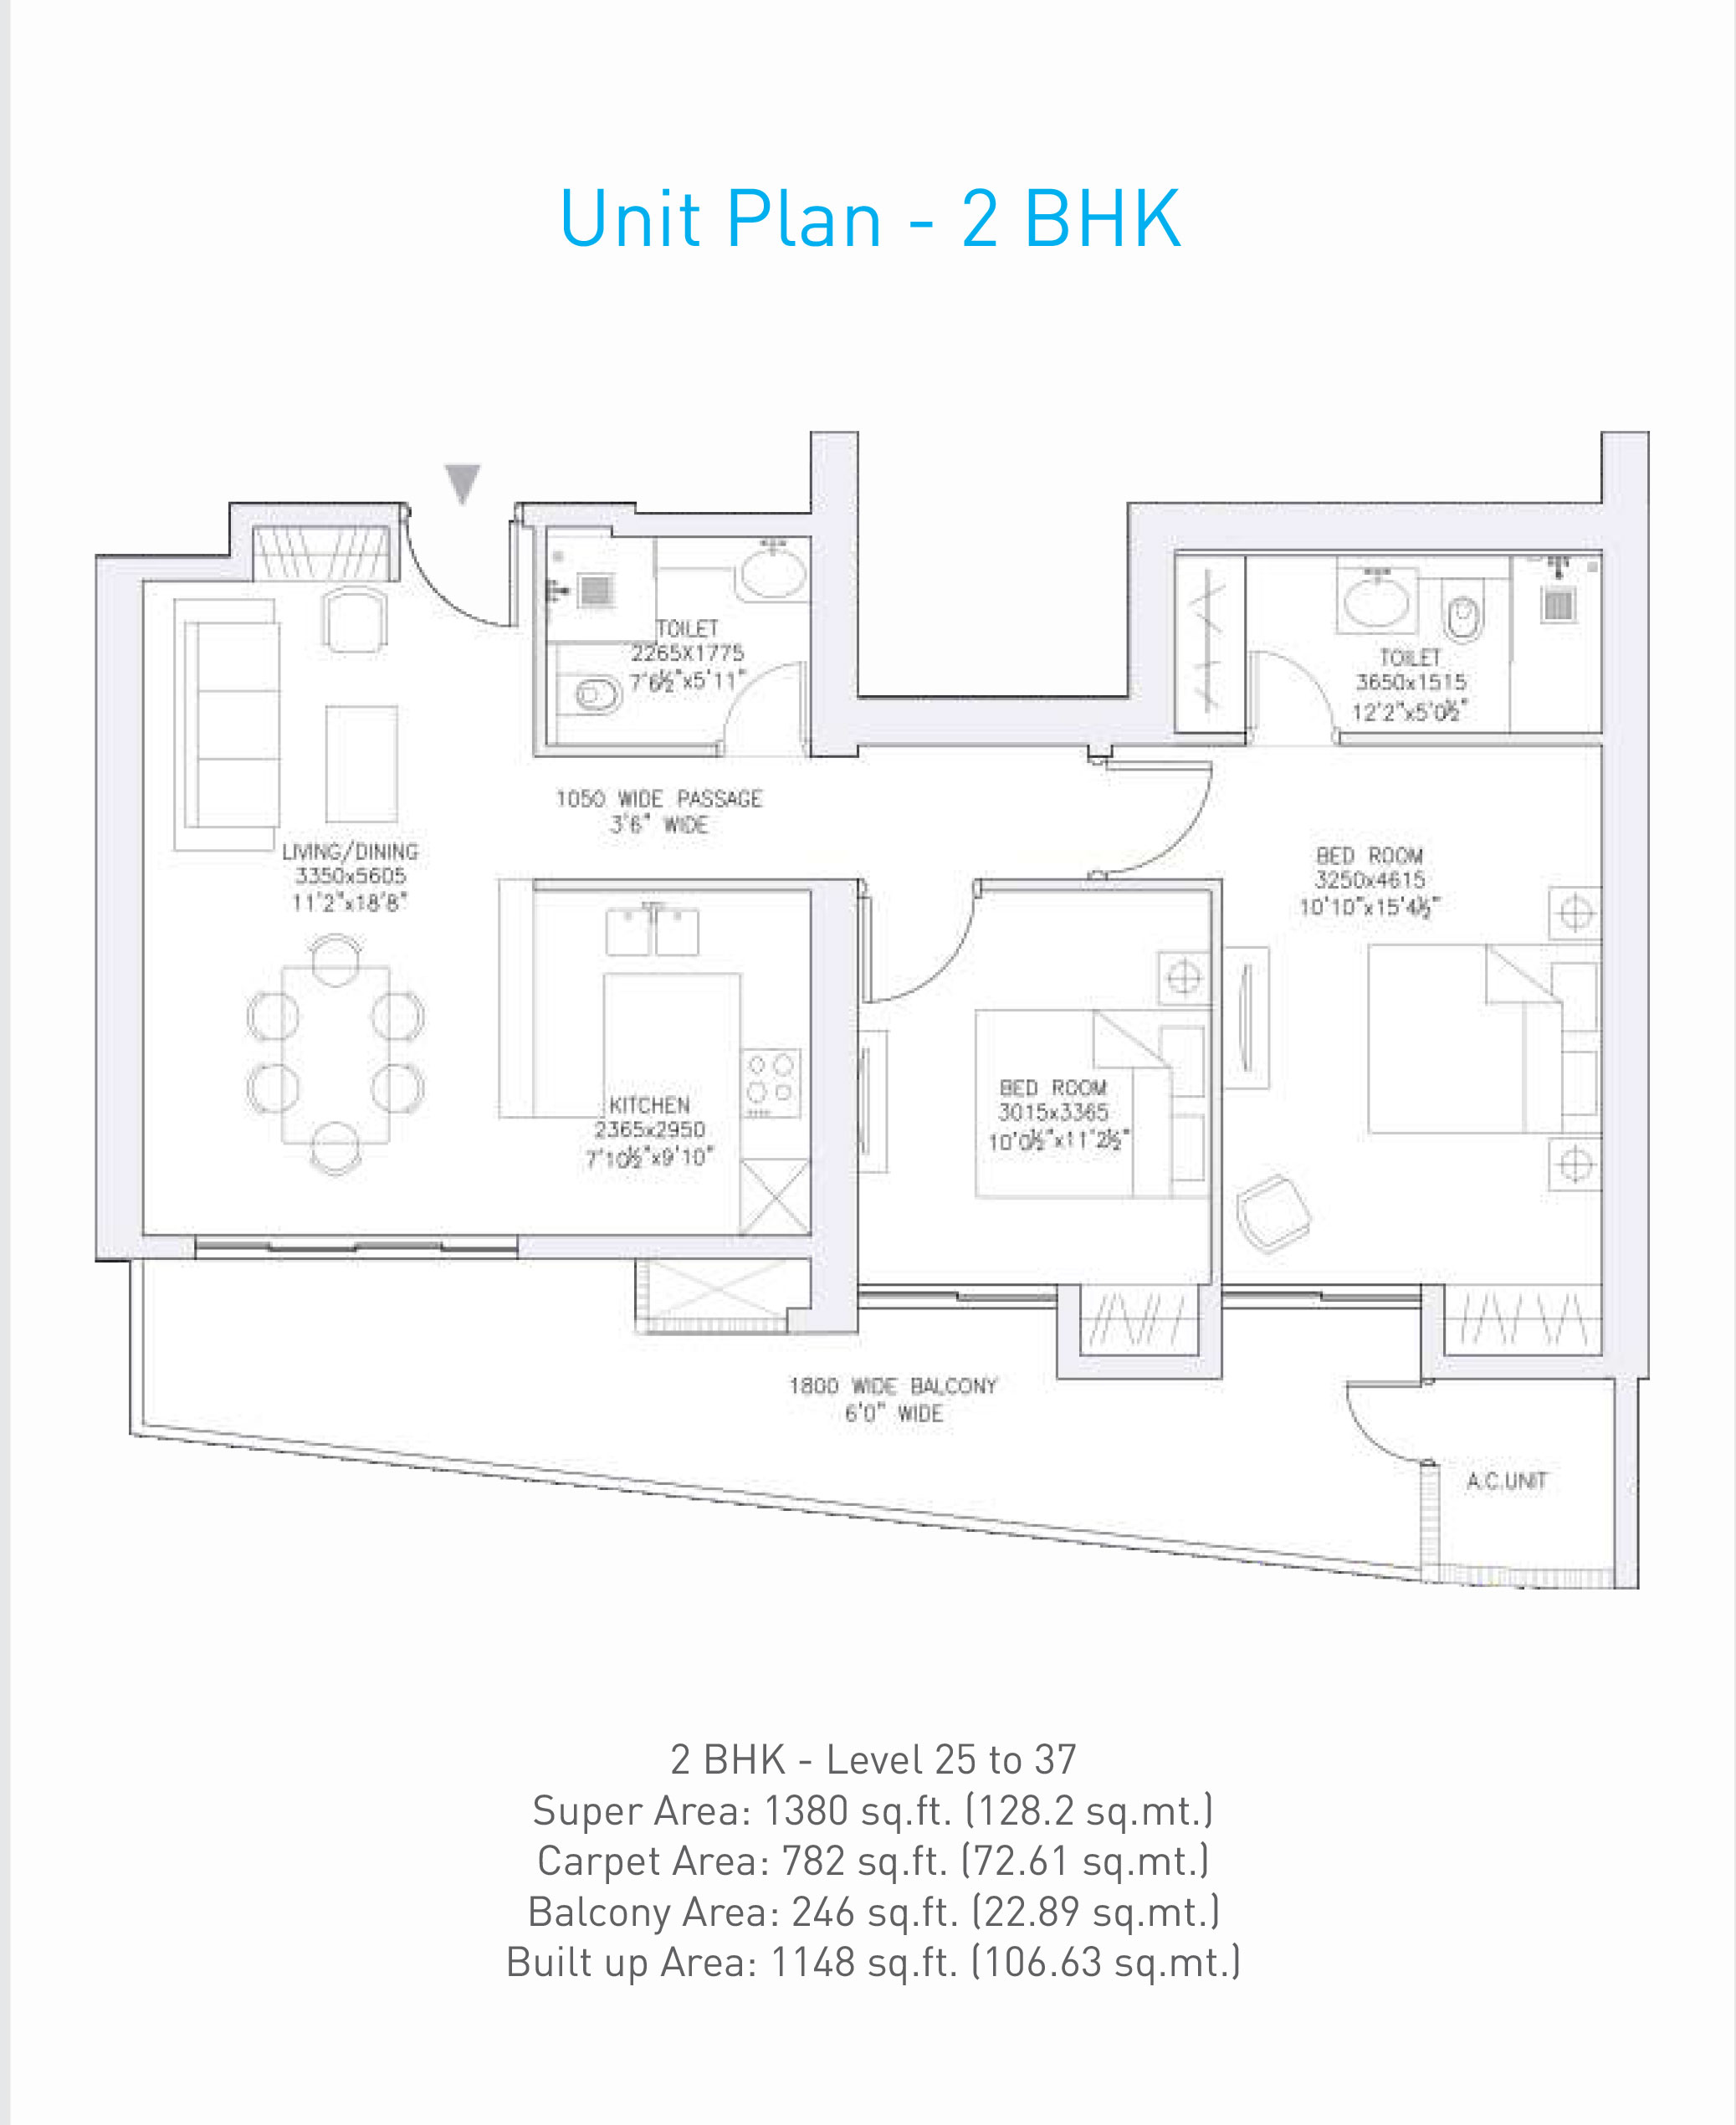 Unit Plan - 2 BHK
TOILET
2265X1775
7'6½"x5'11"
TOILET
3650x1515
12'2"x5'0½"
1050 WIDE PASSAGE
3'6" WIDE
LIVING/DINING
3350x5605
11'2"x18'8"
BED ROOM
3250x4615
10'10"x15'4½"
KITCHEN
2365x2950
7'10½"x9'10"
BED ROOM
3015x3365
10'0½"x11'2½"
1800 WIDE BALCONY
6'0" WIDE
A.C.UNIT
2 BHK - Level 25 to 37
Super Area: 1380 sq.ft. (128.2 sq.mt.)
Carpet Area: 782 sq.ft. (72.61 sq.mt.)
Balcony Area: 246 sq.ft. (22.89 sq.mt.)
Built up Area: 1148 sq.ft. (106.63 sq.mt.)